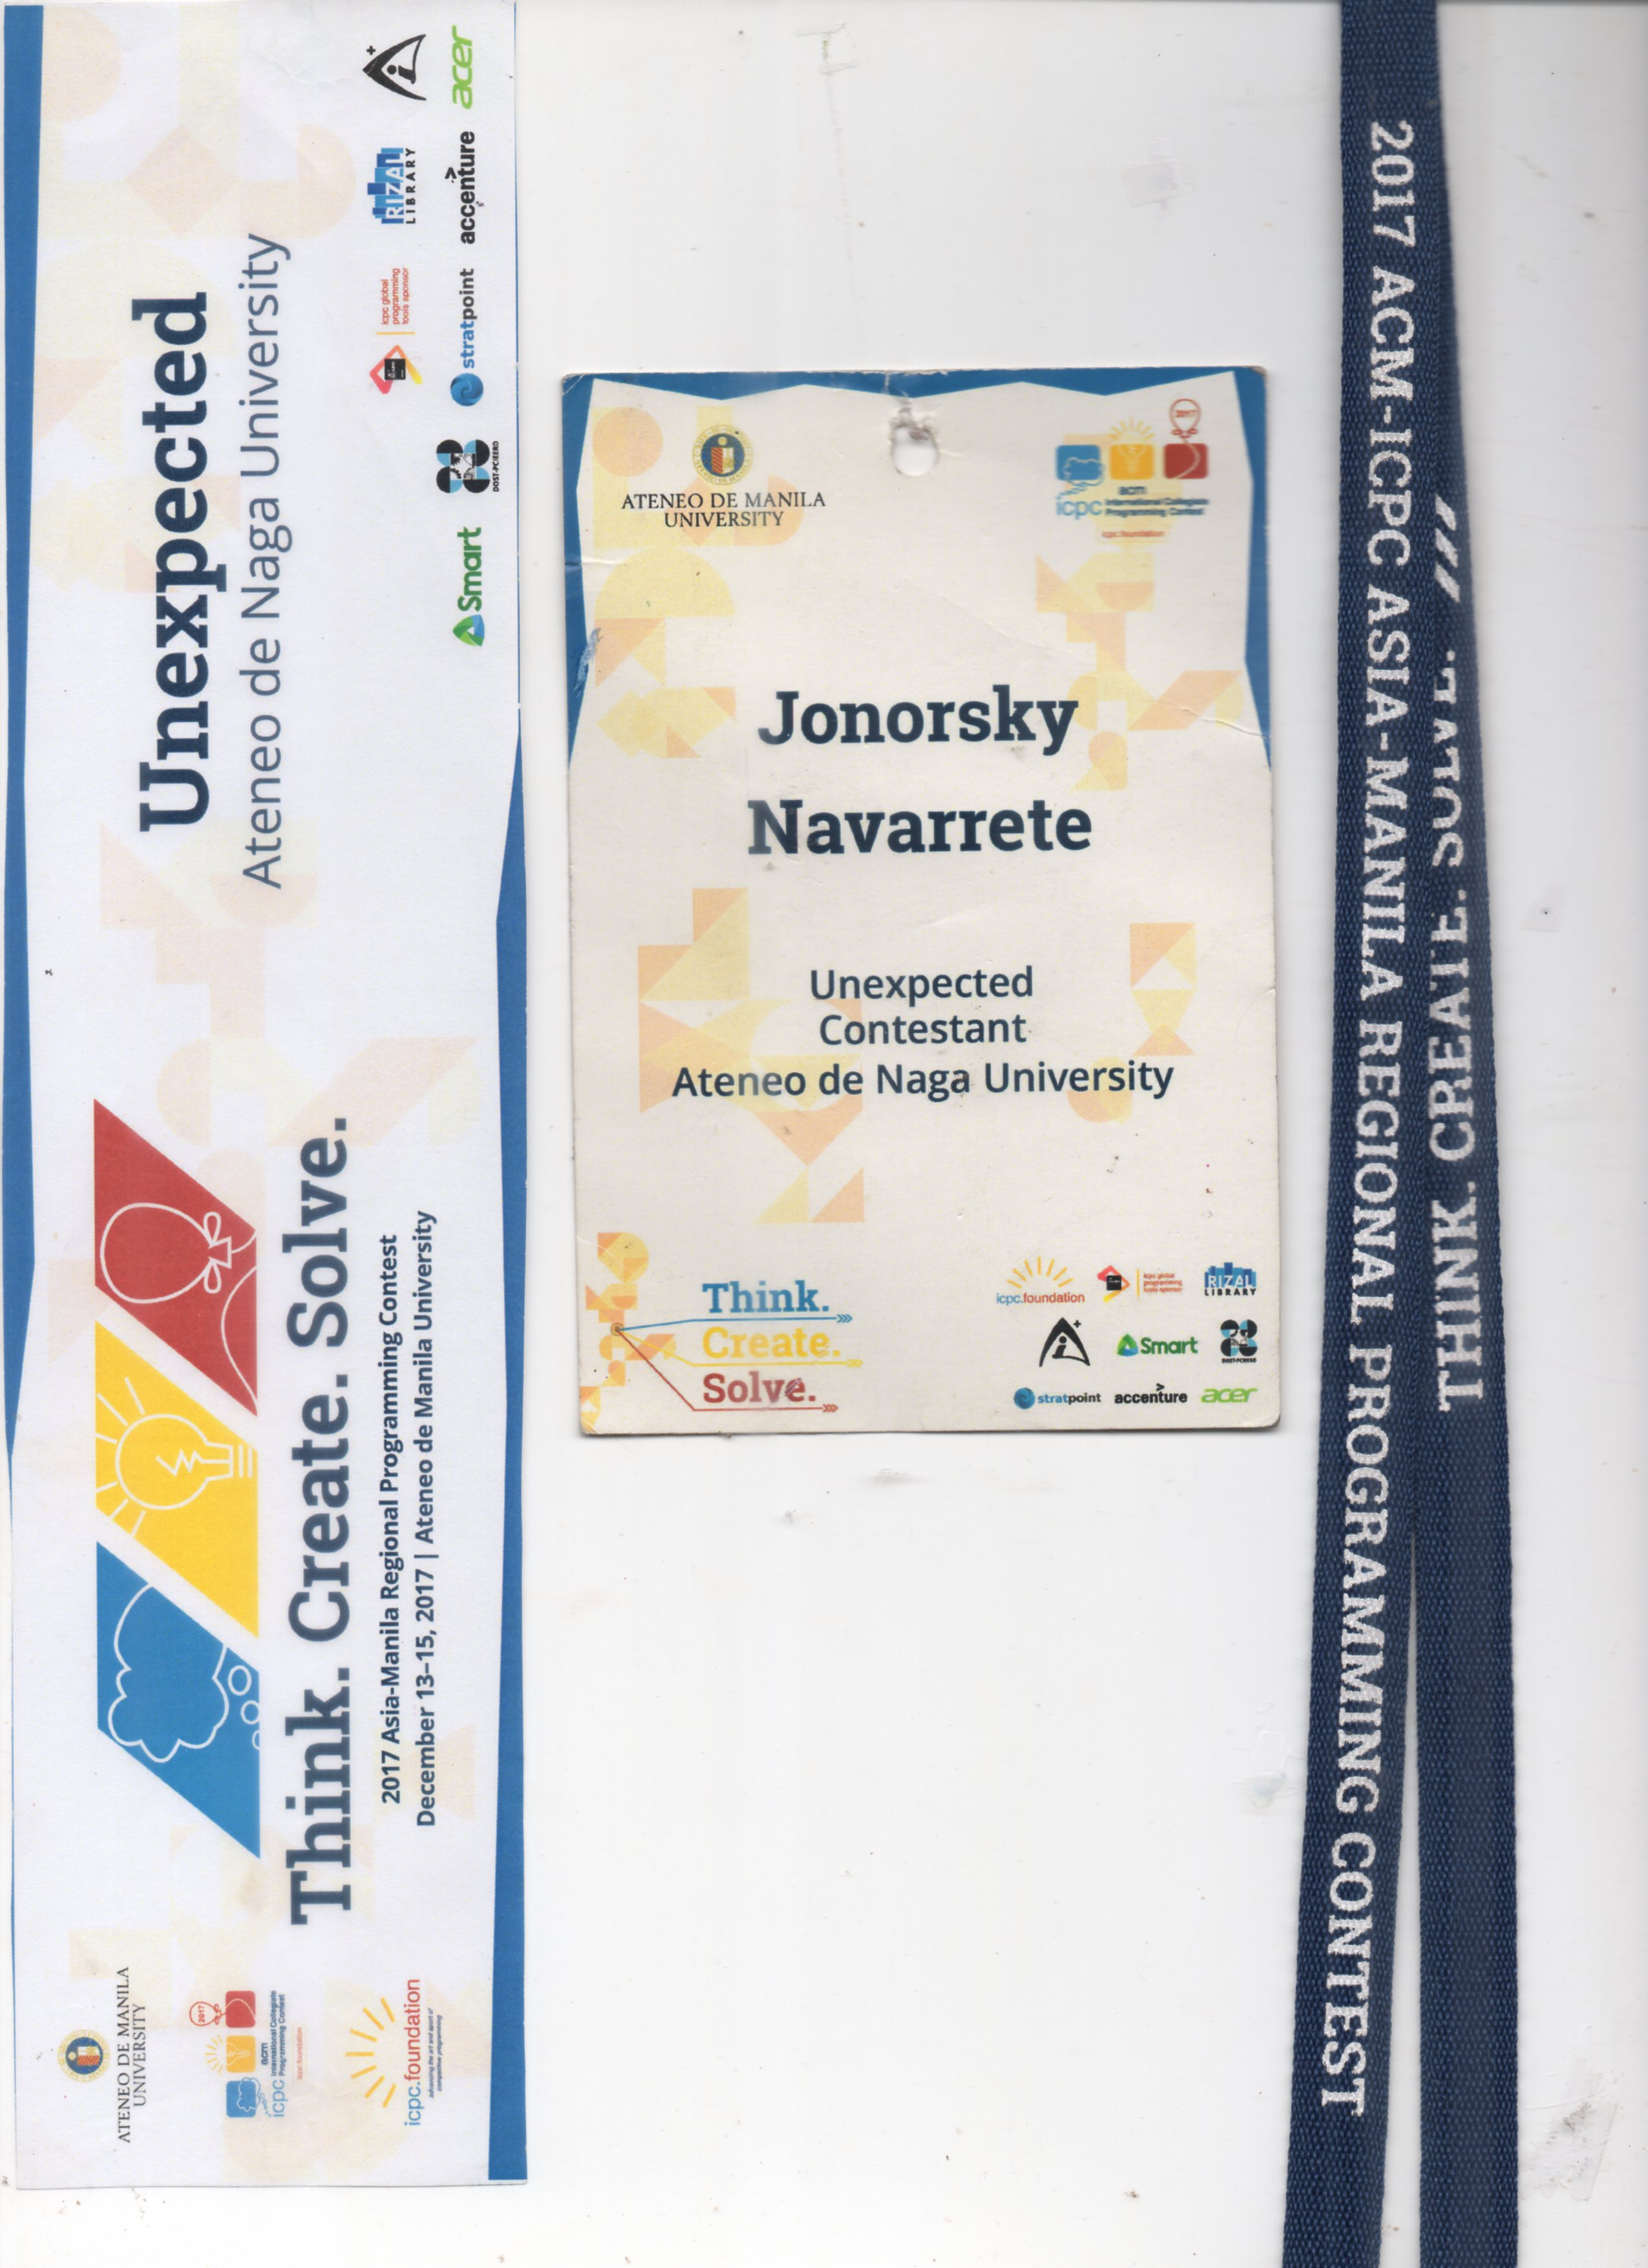 ATENEO DE MANILA
UNIVERSITY
2017
icpc
acm
International Collegiate
Programming Contest
icpc.foundation
icpc.foundation
advancing the art and sport of
competitive programming
Think. Create. Solve.
2017 Asia-Manila Regional Programming Contest
December 13–15, 2017 | Ateneo de Manila University
Unexpected
Ateneo de Naga University
icpc global
programming
tools sponsor
RIZAL
LIBRARY
Smart
DOST-PCIEERD
stratpoint
accenture
acer
ATENEO DE MANILA
UNIVERSITY
2017
icpc
acm
International Collegiate
Programming Contest
icpc.foundation
Jonorsky
Navarrete
Unexpected
Contestant
Ateneo de Naga University
Think.
Create.
Solve.
icpc.foundation
icpc global
programming
tools sponsor
RIZAL
LIBRARY
Smart
DOST-PCIEERD
stratpoint
accenture
acer
2017 ACM-ICPC ASIA-MANILA REGIONAL PROGRAMMING CONTEST
THINK. CREATE. SOLVE. ///